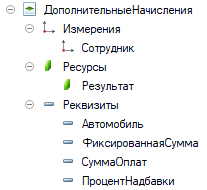 ДополнительныеНачисления
Измерения
Сотрудник
Ресурсы
Результат
Реквизиты
Автомобиль
ФиксированнаяСумма
СуммаОплат
ПроцентНадбавки